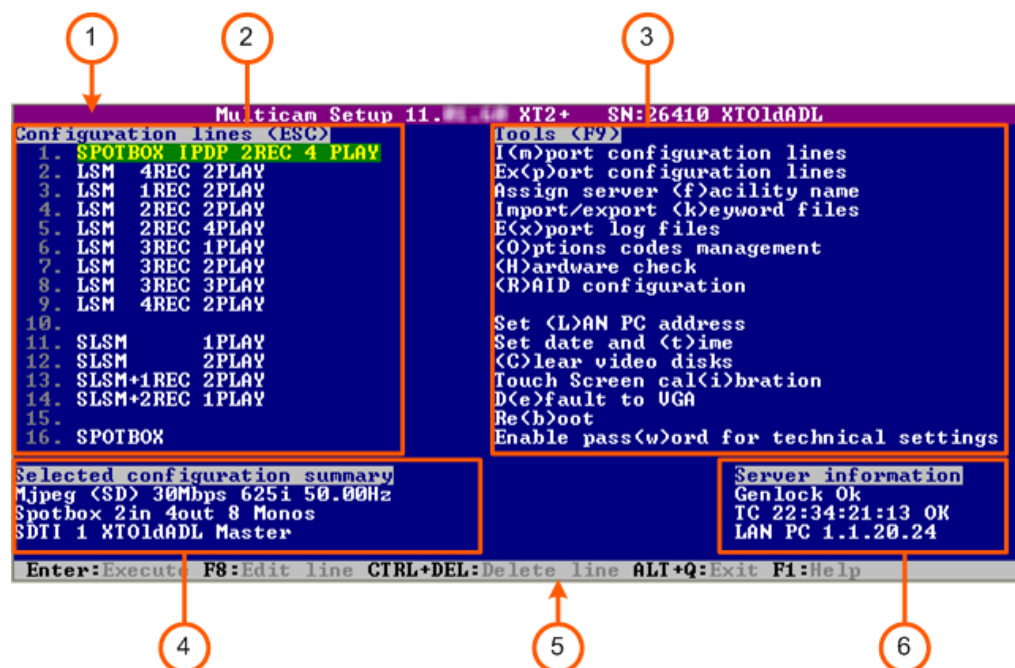 1
2
3
Multicam Setup 11. XT2+ SN:26410 XTOldADL
Configuration lines (ESC)
1. SPOTBOX IPDP 2REC 4 PLAY
2. LSM 4REC 2PLAY
3. LSM 1REC 2PLAY
4. LSM 2REC 2PLAY
5. LSM 2REC 4PLAY
6. LSM 3REC 1PLAY
7. LSM 3REC 2PLAY
8. LSM 3REC 3PLAY
9. LSM 4REC 2PLAY
10.
11. SLSM 1PLAY
12. SLSM 2PLAY
13. SLSM+1REC 2PLAY
14. SLSM+2REC 1PLAY
15.
16. SPOTBOX
Tools (F9)
I(m)port configuration lines
Ex(p)ort configuration lines
Assign server (f)acility name
Import/export (k)eyword files
E(x)port log files
(O)ptions codes management
(H)ardware check
(R)AID configuration
Set (L)AN PC address
Set date and (t)ime
(C)lear video disks
Touch Screen cal(i)bration
D(e)fault to VGA
Re(b)oot
Enable pass(w)ord for technical settings
Selected configuration summary
Mjpeg (SD) 30Mbps 625i 50.00Hz
Spotbox 2in 4out 8 Monos
SDTI 1 XTOldADL Master
Server information
Genlock Ok
TC 22:34:21:13 OK
LAN PC 1.1.20.24
Enter:Execute F8:Edit line CTRL+DEL:Delete line ALT+Q:Exit F1:Help
4
5
6